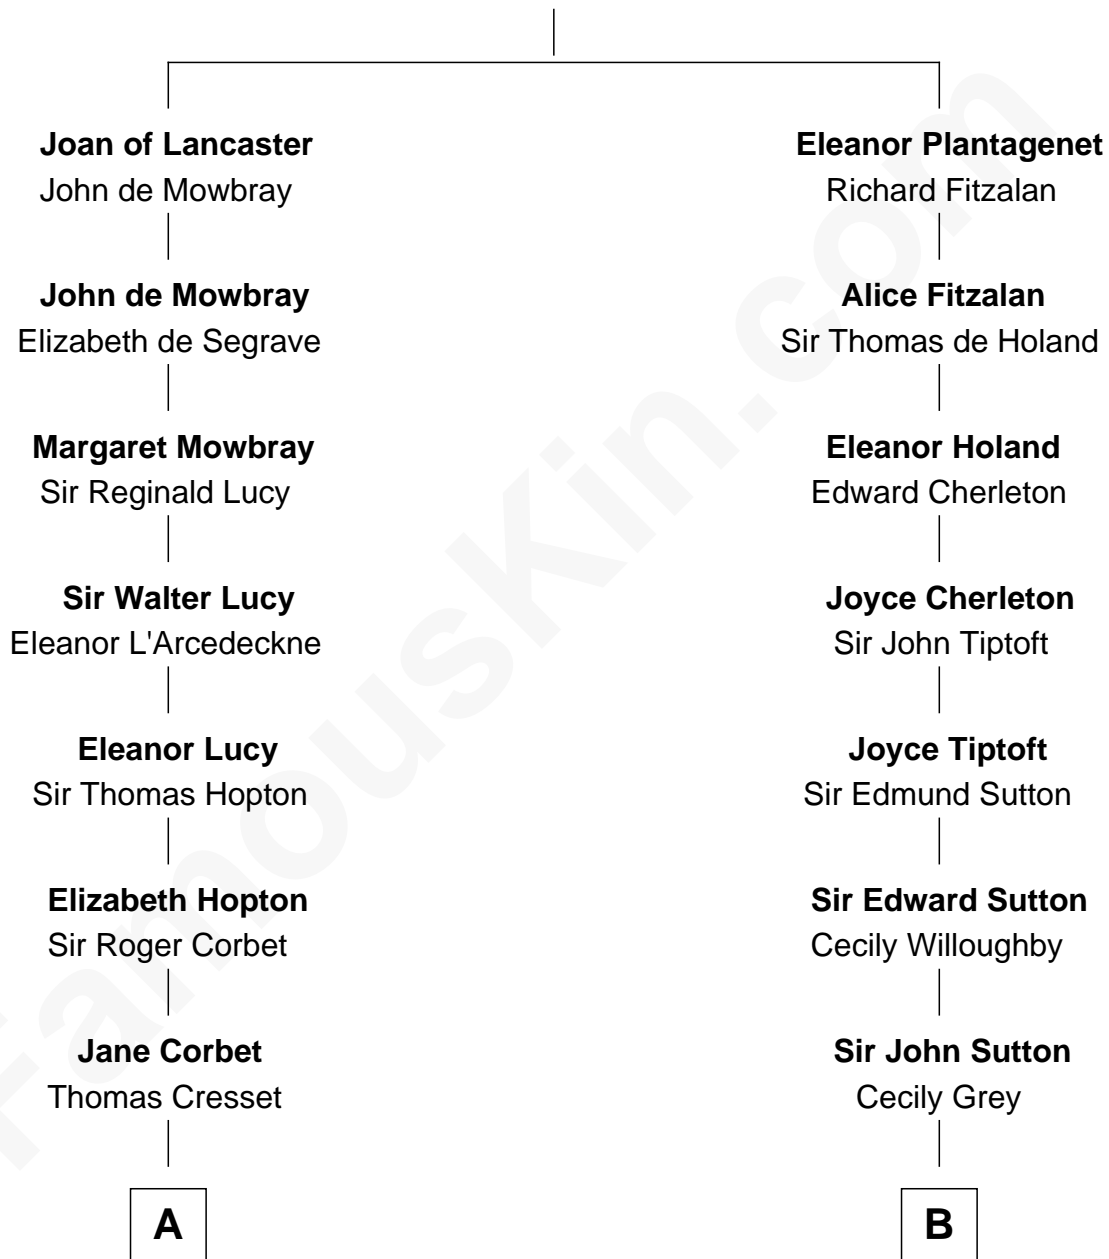 Joan of Lancaster
John de Mowbray
John de Mowbray
Elizabeth de Segrave
Margaret Mowbray
Sir Reginald Lucy
Sir Walter Lucy
Eleanor L'Arcedeckne
Eleanor Lucy
Sir Thomas Hopton
Elizabeth Hopton
Sir Roger Corbet
Jane Corbet
Thomas Cresset
A
Eleanor Plantagenet
Richard Fitzalan
Alice Fitzalan
Sir Thomas de Holand
Eleanor Holand
Edward Cherleton
Joyce Cherleton
Sir John Tiptoft
Joyce Tiptoft
Sir Edmund Sutton
Sir Edward Sutton
Cecily Willoughby
Sir John Sutton
Cecily Grey
B
FamousKin.com